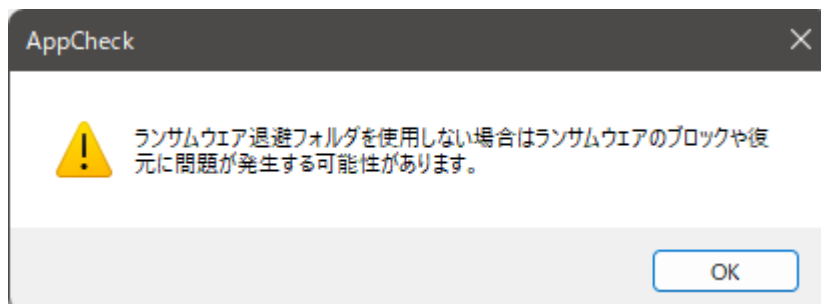 AppCheck
ランサムウエア退避フォルダを使用しない場合はランサムウエアのブロックや復
元に問題が発生する可能性があります。
OK